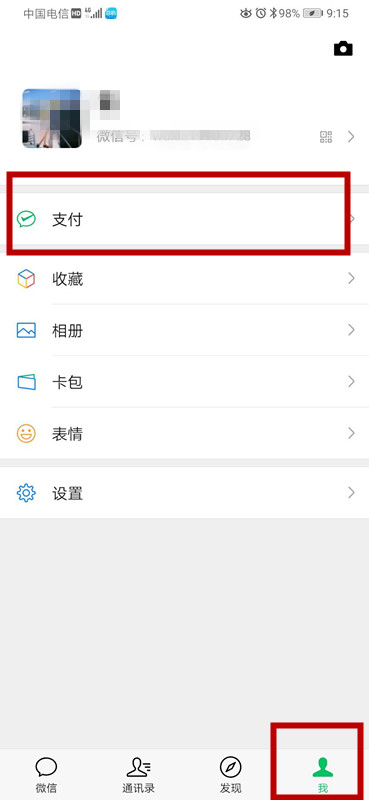 中国电信 HD 98% 9:15
微信号:
支付
收藏
相册
卡包
表情
设置
微信 通讯录 发现 我